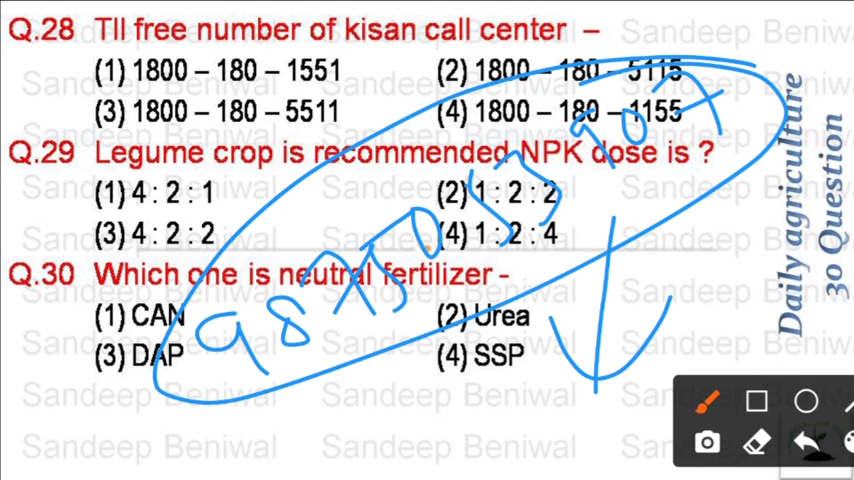 Q.28 Tll free number of kisan call center –
(1) 1800 – 180 – 1551 (2) 1800 – 180 – 5115
(3) 1800 – 180 – 5511 (4) 1800 – 180 – 1155
Q.29 Legume crop is recommended NPK dose is ?
(1) 4 : 2 : 1 (2) 1 : 2 : 2
(3) 4 : 2 : 2 (4) 1 : 2 : 4
Q.30 Which one is neutral fertilizer -
(1) CAN (2) Urea
(3) DAP (4) SSP
Daily agriculture
30 Question
Sandeep Beniwal